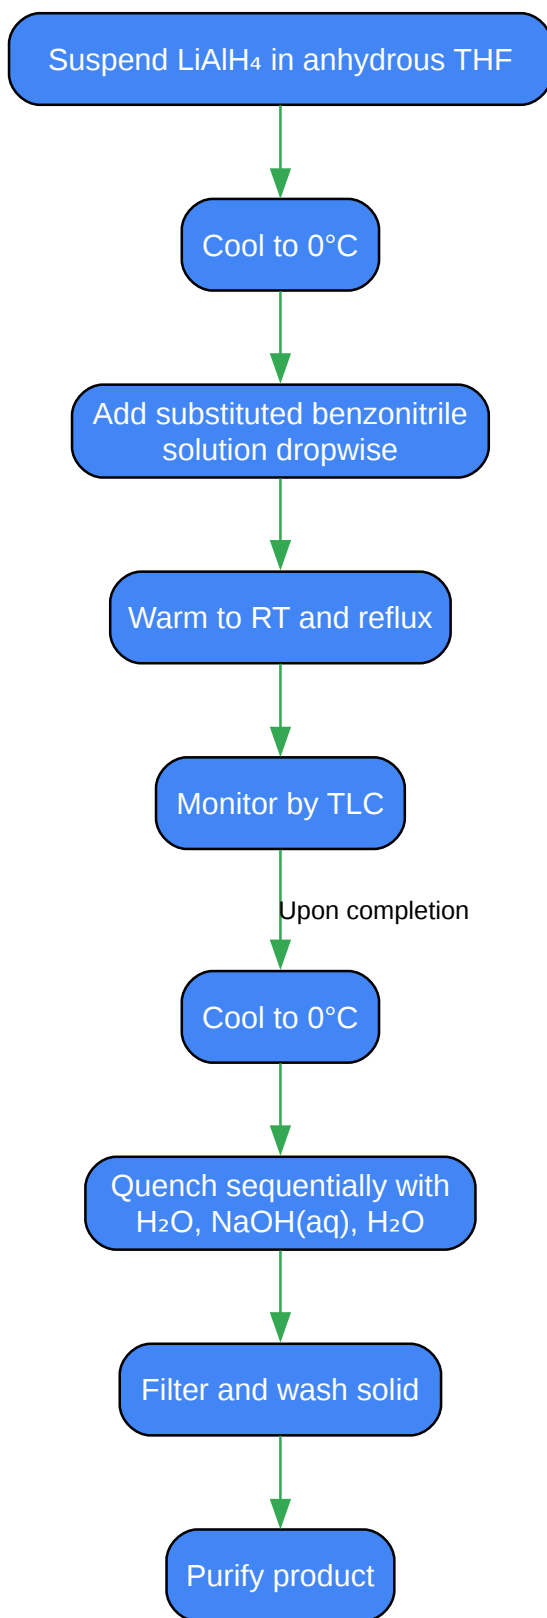 Suspend LiAlH₄ in anhydrous THF
Cool to 0°C
Add substituted benzonitrile
solution dropwise
Warm to RT and reflux
Monitor by TLC
Upon completion
Cool to 0°C
Quench sequentially with
H₂O, NaOH(aq), H₂O
Filter and wash solid
Purify product